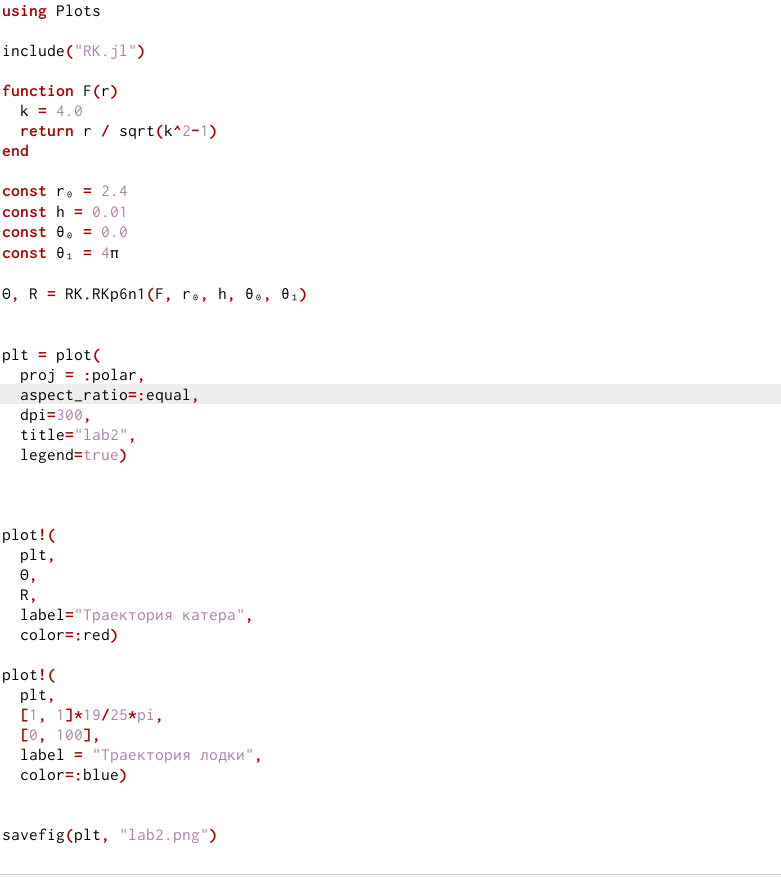 using Plots
include("RK.jl")
function F(r)
  k = 4.0
  return r / sqrt(k^2-1)
end
const r₀ = 2.4
const h = 0.01
const θ₀ = 0.0
const θ₁ = 4π
Θ, R = RK.RKp6n1(F, r₀, h, θ₀, θ₁)
plt = plot(
  proj = :polar,
  aspect_ratio=:equal,
  dpi=300,
  title="lab2",
  legend=true)
plot!(
  plt,
  Θ,
  R,
  label="Траектория катера",
  color=:red)
plot!(
  plt,
  [1, 1]*19/25*pi,
  [0, 100],
  label = "Траектория лодки",
  color=:blue)
savefig(plt, "lab2.png")